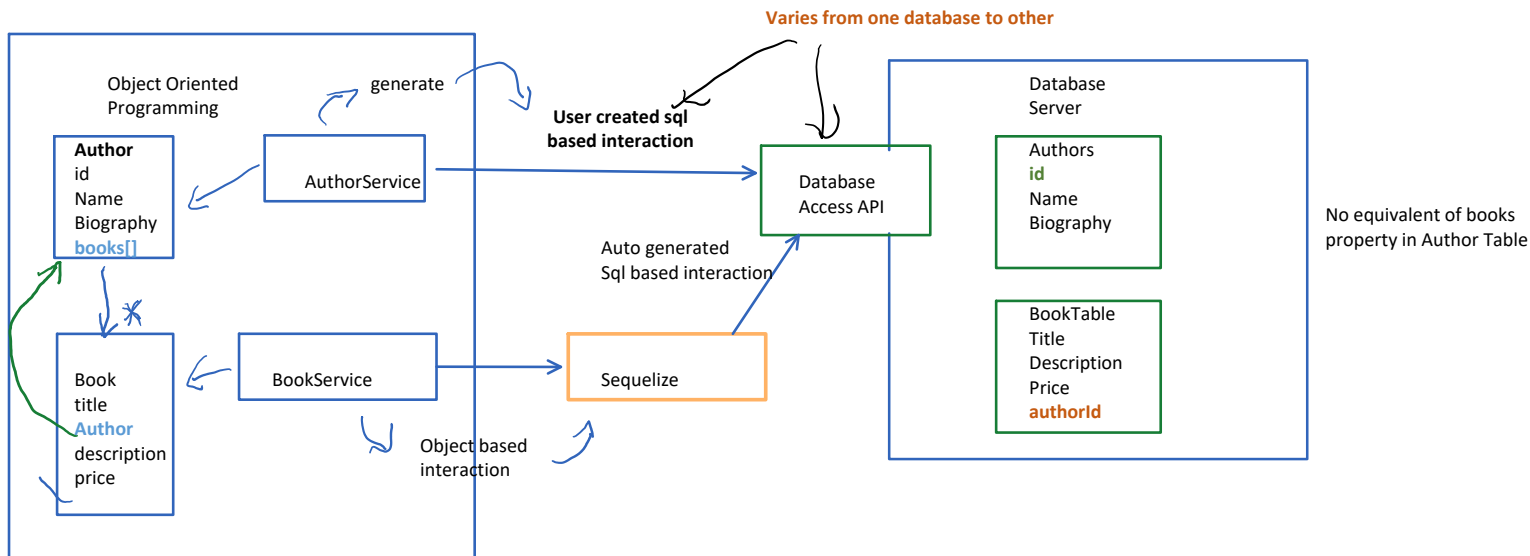 Varies from one database to other
Object Oriented
Programming
generate
User created sql
based interaction
Database
Server
Author
id
Name
Biography
books[]
AuthorService
Database
Access API
Authors
id
Name
Biography
No equivalent of books
property in Author Table
Auto generated
Sql based interaction
*
Book
title
Author
description
price
BookService
Sequelize
BookTable
Title
Description
Price
authorId
Object based
interaction